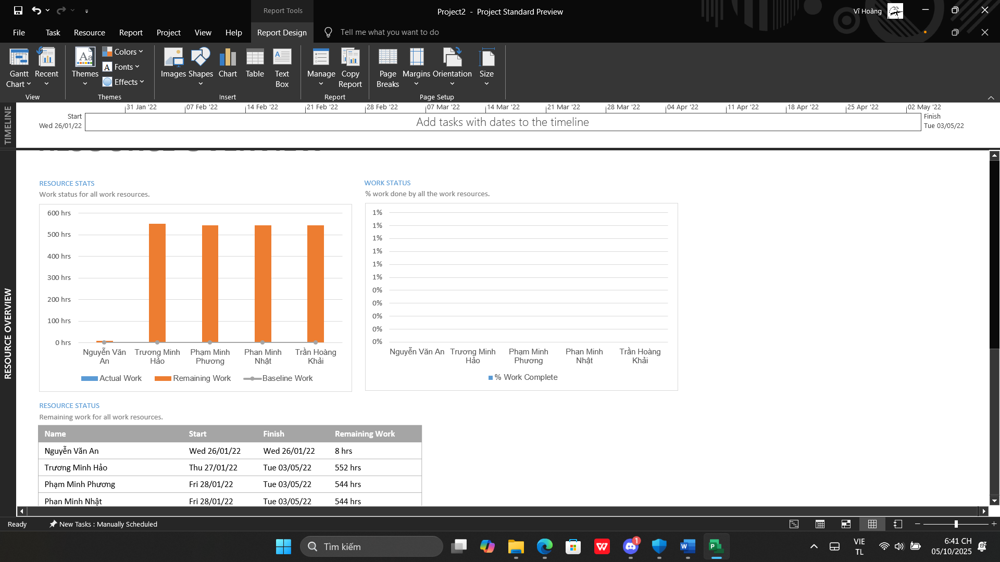 Report Tools
Project2 - Project Standard Preview
Vĩ Hoàng
File Task Resource Report Project View Help Report Design Tell me what you want to do
Gantt Chart
Recent
View
Themes
Colors
Fonts
Effects
Themes
Images
Shapes
Chart
Table
Text Box
Insert
Manage
Copy Report
Report
Page Breaks
Margins
Orientation
Size
Page Setup
TIMELINE
31 Jan '22 07 Feb '22 14 Feb '22 21 Feb '22 28 Feb '22 07 Mar '22 14 Mar '22 21 Mar '22 28 Mar '22 04 Apr '22 11 Apr '22 18 Apr '22 25 Apr '22 02 May '22
Start
Wed 26/01/22
Add tasks with dates to the timeline
Finish
Tue 03/05/22
RESOURCE OVERVIEW
RESOURCE STATS
Work status for all work resources.
600 hrs
500 hrs
400 hrs
300 hrs
200 hrs
100 hrs
0 hrs
Nguyễn Văn An
Trương Minh Hảo
Phạm Minh Phương
Phan Minh Nhật
Trần Hoàng Khải
Actual Work Remaining Work Baseline Work
WORK STATUS
% work done by all the work resources.
1%
1%
1%
1%
1%
1%
0%
0%
0%
0%
0%
Nguyễn Văn An
Trương Minh Hảo
Phạm Minh Phương
Phan Minh Nhật
Trần Hoàng Khải
% Work Complete
RESOURCE STATUS
Remaining work for all work resources.
Name Start Finish Remaining Work
Nguyễn Văn An Wed 26/01/22 Wed 26/01/22 8 hrs
Trương Minh Hảo Thu 27/01/22 Tue 03/05/22 552 hrs
Phạm Minh Phương Fri 28/01/22 Tue 03/05/22 544 hrs
Phan Minh Nhật Fri 28/01/22 Tue 03/05/22 544 hrs
Ready New Tasks : Manually Scheduled
Tìm kiếm
1
VIE
TL
6:41 CH
05/10/2025